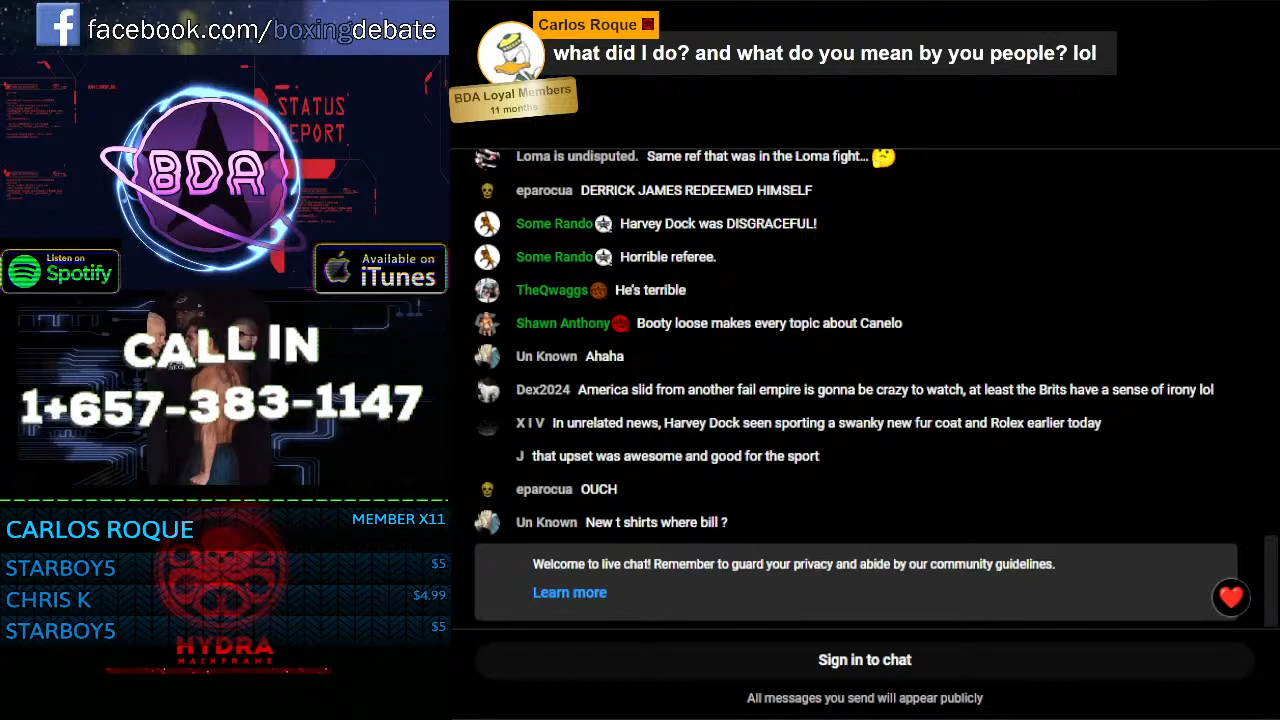 facebook.com/boxingdebate
STATUS
REPORT
BDA
Listen on
Spotify
Available on
iTunes
CALL IN
1+657-383-1147
CARLOS ROQUE MEMBER X11
STARBOY5 $5
CHRIS K $4.99
STARBOY5 $5
HYDRA
MAINFRAME
Carlos Roque
what did I do? and what do you mean by you people? lol
BDA Loyal Members
11 months
Loma is undisputed. Same ref that was in the Loma fight... 🤔
eparocua DERRICK JAMES REDEEMED HIMSELF
Some Rando Harvey Dock was DISGRACEFUL!
Some Rando Horrible referee.
TheQwaggs He's terrible
Shawn Anthony Booty loose makes every topic about Canelo
Un Known Ahaha
Dex2024 America slid from another fail empire is gonna be crazy to watch, at least the Brits have a sense of irony lol
X I V In unrelated news, Harvey Dock seen sporting a swanky new fur coat and Rolex earlier today
J that upset was awesome and good for the sport
eparocua OUCH
Un Known New t shirts where bill ?
Welcome to live chat! Remember to guard your privacy and abide by our community guidelines.
Learn more
Sign in to chat
All messages you send will appear publicly